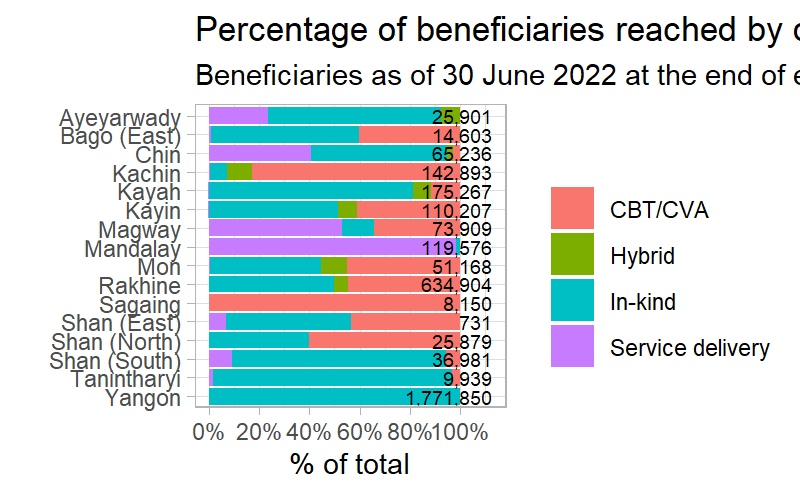 Percentage of beneficiaries reached by
Beneficiaries as of 30 June 2022 at the end of
Ayeyarwady 25,901
Bago (East) 14,603
Chin 65,236
Kachin 142,893
Kayah 175,267
Kayin 110,207
Magway 73,909
Mandalay 119,576
Mon 51,168
Rakhine 634,904
Sagaing 8,150
Shan (East) 731
Shan (North) 25,879
Shan (South) 36,981
Tanintharyi 9,939
Yangon 1,771,850
0% 20% 40% 60% 80% 100%
% of total
CBT/CVA
Hybrid
In-kind
Service delivery